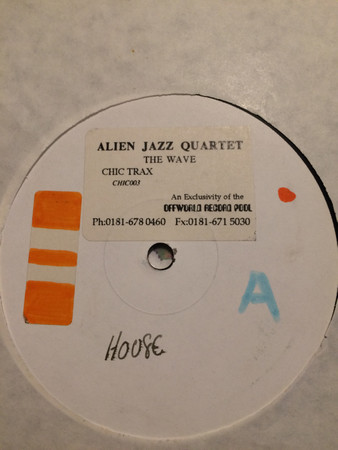 ALIEN JAZZ QUARTET
THE WAVE
CHIC TRAX
CHIC003
An Exclusivity of the
OFFWORLD RECORD POOL
Ph:0181-678 0460 Fx:0181-671 5030
A
HOUSE